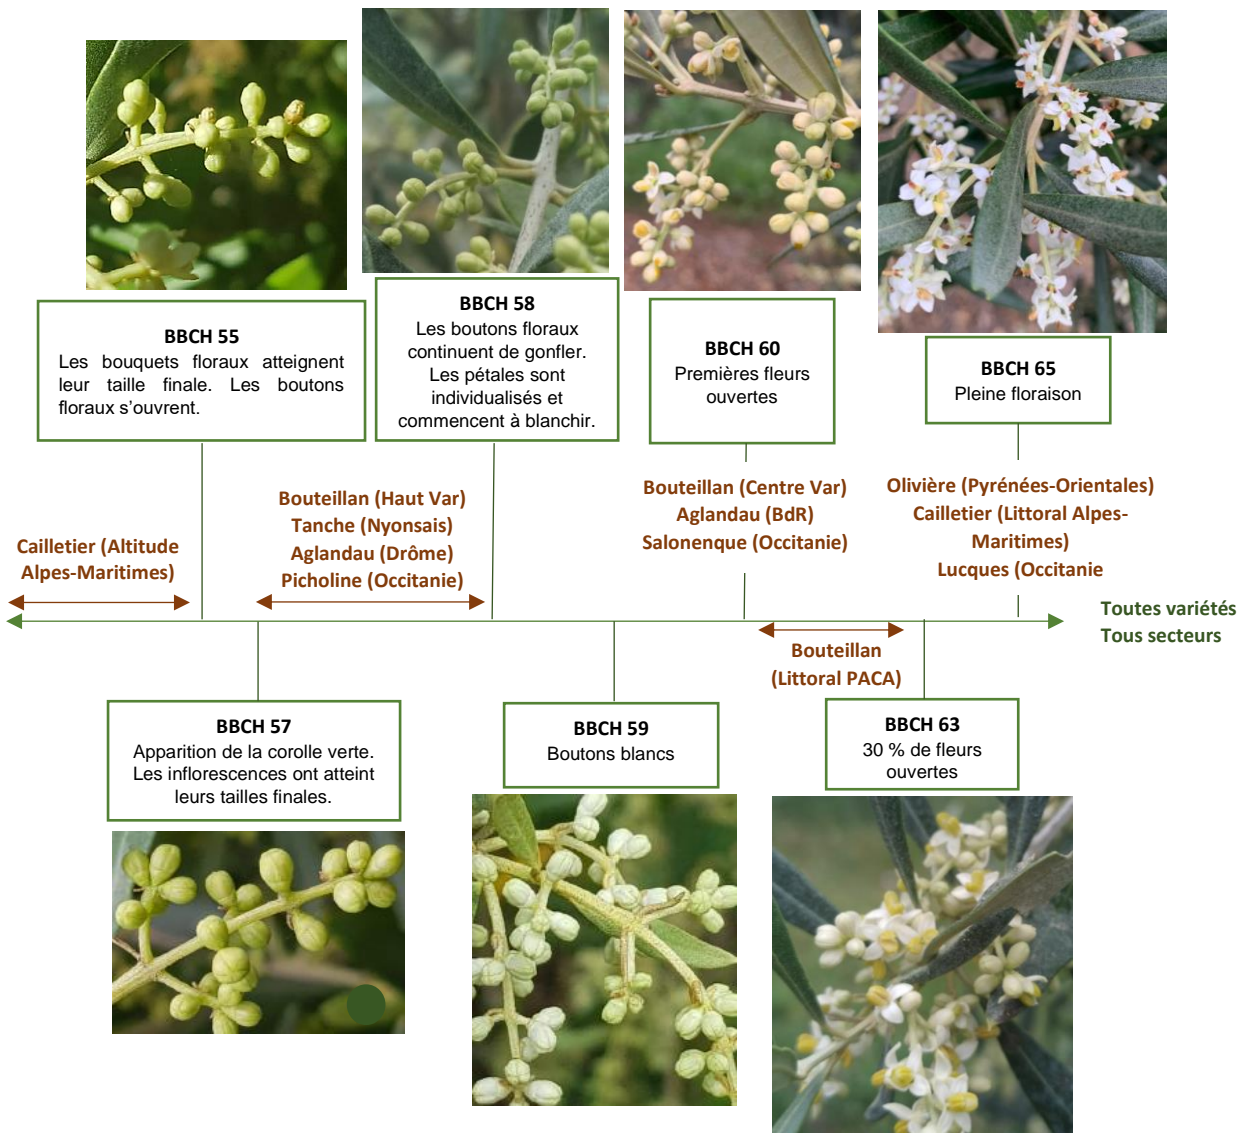 BBCH 55
Les bouquets floraux atteignent
leur taille finale. Les boutons
floraux s’ouvrent.
BBCH 58
Les boutons floraux
continuent de gonfler.
Les pétales sont
individualisés et
commencent à blanchir.
BBCH 60
Premières fleurs
ouvertes
BBCH 65
Pleine floraison
Cailletier (Altitude
Alpes-Maritimes)
Bouteillan (Haut Var)
Tanche (Nyonsais)
Aglandau (Drôme)
Picholine (Occitanie)
Bouteillan (Centre Var)
Aglandau (BdR)
Salonenque (Occitanie)
Olivière (Pyrénées-Orientales)
Cailletier (Littoral Alpes-
Maritimes)
Lucques (Occitanie
Toutes variétés
Tous secteurs
Bouteillan
(Littoral PACA)
BBCH 57
Apparition de la corolle verte.
Les inflorescences ont atteint
leurs tailles finales.
BBCH 59
Boutons blancs
BBCH 63
30 % de fleurs
ouvertes